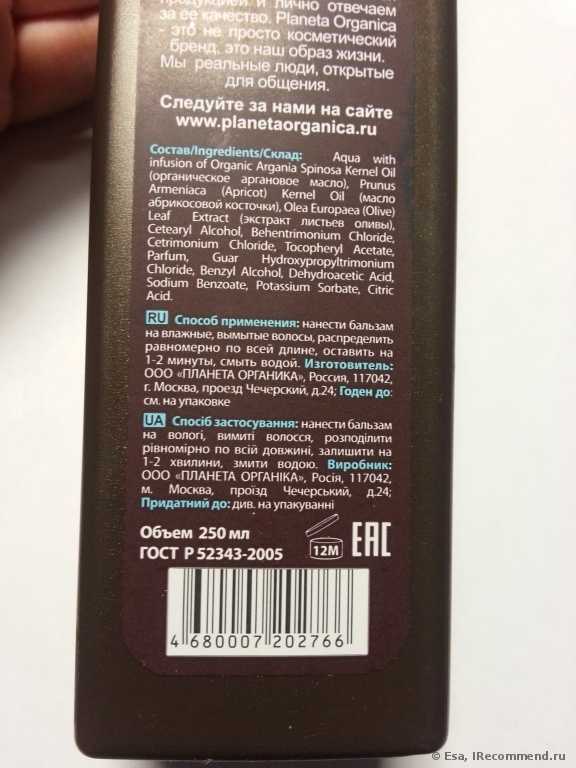 продукцией и лично отвечаем
за ее качество. Planeta Organica
- это не просто косметический
бренд, это наш образ жизни.
Мы реальные люди, открытые
для общения.
Следуйте за нами на сайте
www.planetaorganica.ru
Состав/Ingredients/Склад: Aqua with
infusion of Organic Argania Spinosa Kernel Oil
(органическое аргановое масло), Prunus
Armeniaca (Apricot) Kernel Oil (масло
абрикосовой косточки), Olea Europaea (Olive)
Leaf Extract (экстракт листьев оливы),
Cetearyl Alcohol, Behentrimonium Chloride,
Cetrimonium Chloride, Tocopheryl Acetate,
Parfum, Guar Hydroxypropyltrimonium
Chloride, Benzyl Alcohol, Dehydroacetic Acid,
Sodium Benzoate, Potassium Sorbate, Citric
Acid.
RU Способ применения: нанести бальзам
на влажные, вымытые волосы, распределить
равномерно по всей длине, оставить на
1-2 минуты, смыть водой. Изготовитель:
ООО «ПЛАНЕТА ОРГАНИКА», Россия, 117042,
г. Москва, проезд Чечерский, д.24; Годен до:
см. на упаковке
UA Спосіб застосування: нанести бальзам
на вологі, вимиті волосся, розподілити
рівномірно по всій довжині, залишити на
1-2 хвилини, змити водою. Виробник:
ООО «ПЛАНЕТА ОРГАНІКА», Росія, 117042,
м. Москва, проїзд Чечерський, д.24;
Придатний до: див. на упакуванні
Объем 250 мл
ГОСТ Р 52343-2005
12M
EAC
4 680007 202766
© Esa, IRecommend.ru